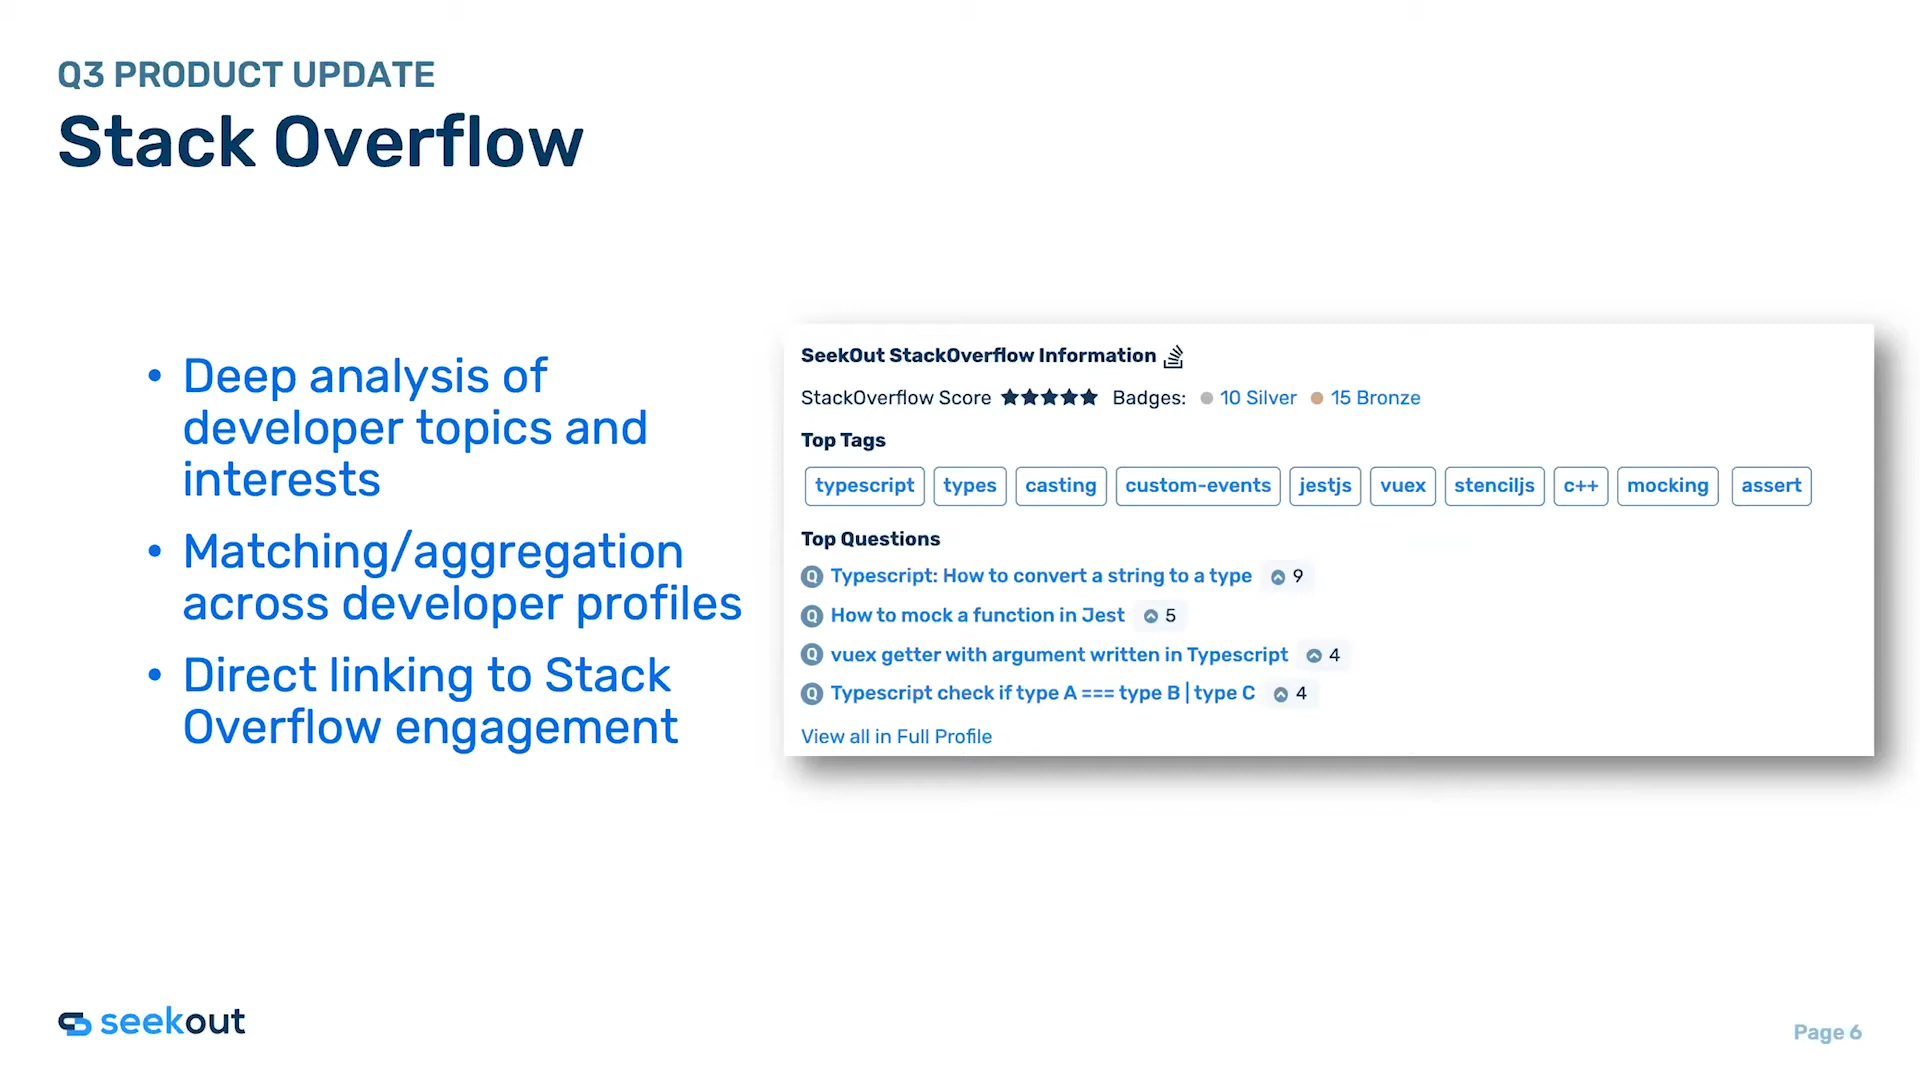 Q3 PRODUCT UPDATE
Stack Overflow
• Deep analysis of
developer topics and
interests
• Matching/aggregation
across developer profiles
• Direct linking to Stack
Overflow engagement
SeekOut StackOverflow Information
StackOverflow Score ★★★★★ Badges: 10 Silver 15 Bronze
Top Tags
typescript types casting custom-events jestjs vuex stenciljs c++ mocking assert
Top Questions
Q Typescript: How to convert a string to a type 9
Q How to mock a function in Jest 5
Q vuex getter with argument written in Typescript 4
Q Typescript check if type A === type B | type C 4
View all in Full Profile
seekout
Page 6